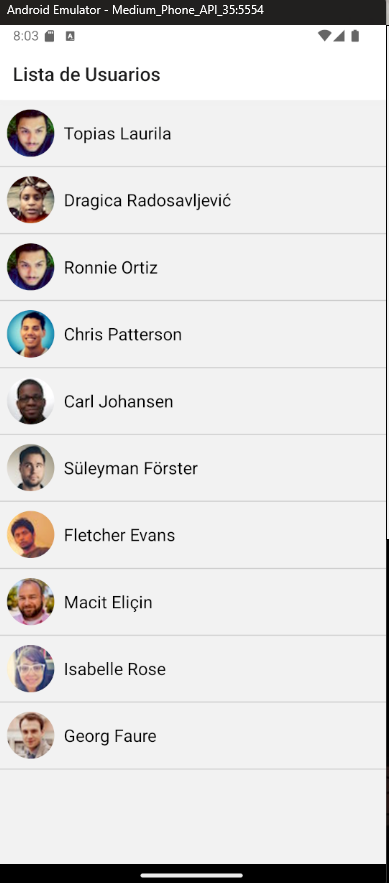 Android Emulator - Medium_Phone_API_35:5554
8:03 A
Lista de Usuarios
Topias Laurila
Dragica Radosavljević
Ronnie Ortiz
Chris Patterson
Carl Johansen
Süleyman Förster
Fletcher Evans
Macit Eliçin
Isabelle Rose
Georg Faure